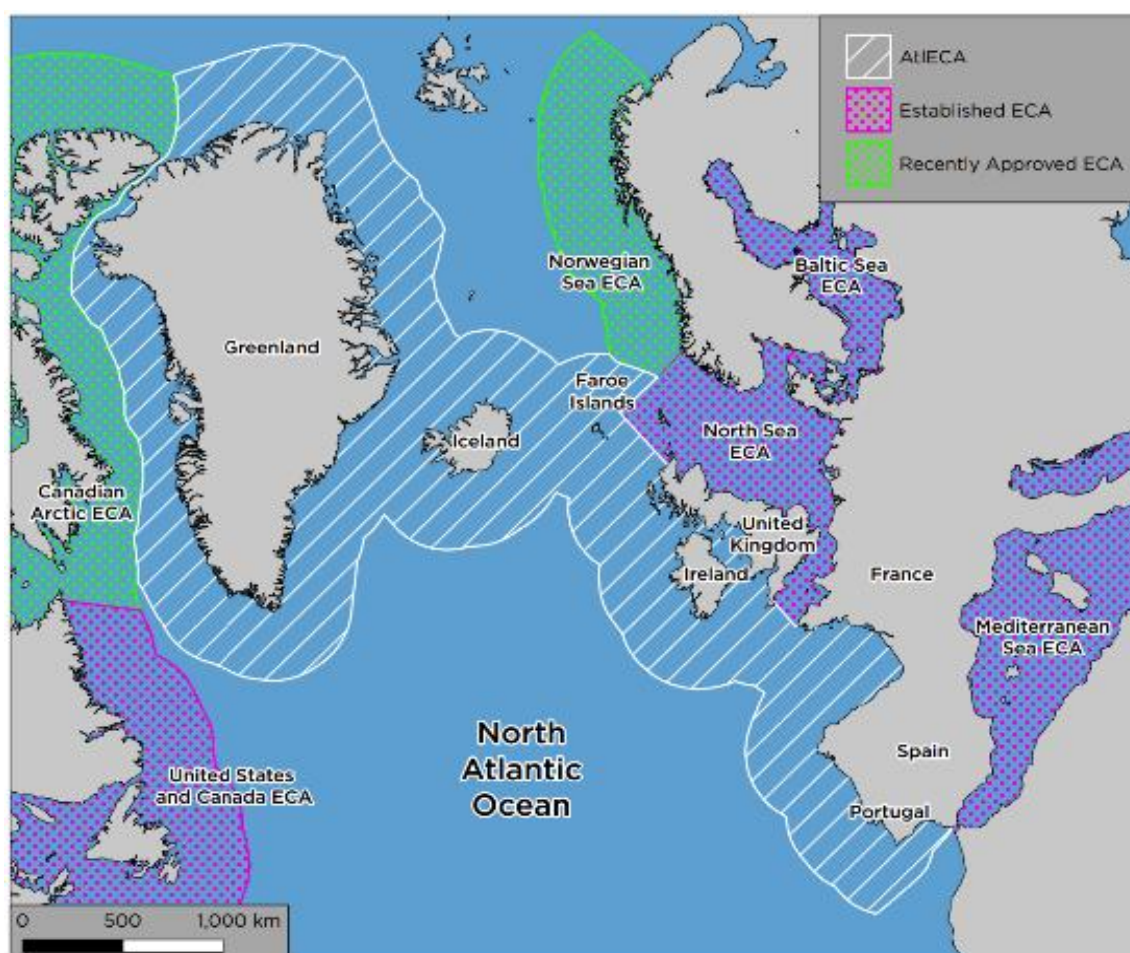 AtlECA
Established ECA
Recently Approved ECA
Norwegian
Sea ECA
Baltic Sea
ECA
Greenland
Faroe
Islands
Iceland
North Sea
ECA
Canadian
Arctic ECA
United
Kingdom
Ireland
France
Mediterranean
Sea ECA
North
Atlantic
Ocean
United States
and Canada ECA
Spain
Portugal
0 500 1,000 km